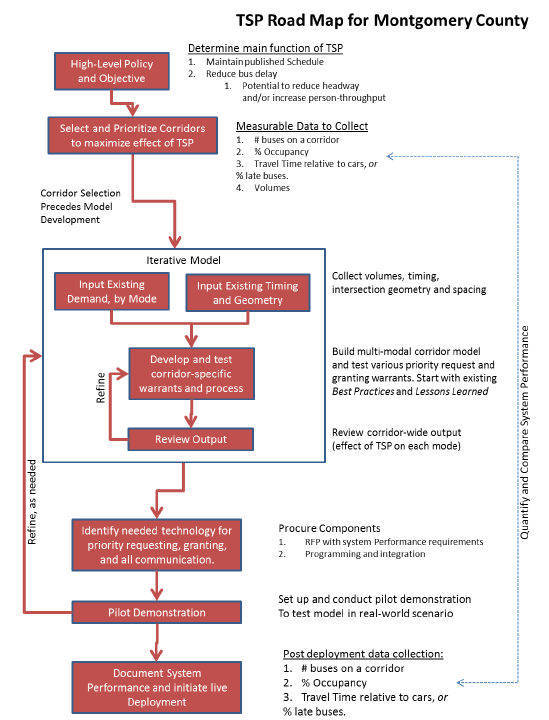 TSP Road Map for Montgomery County
High-Level Policy
and Objective
Determine main function of TSP
1. Maintain published Schedule
2. Reduce bus delay
1. Potential to reduce headway
and/or increase person-throughput
Select and Prioritize Corridors
to maximize effect of TSP
Measurable Data to Collect
1. # buses on a corridor
2. % Occupancy
3. Travel Time relative to cars, or
% late buses.
4. Volumes
Corridor Selection
Precedes Model
Development
Iterative Model
Input Existing
Demand, by Mode
Input Existing Timing
and Geometry
Collect volumes, timing,
intersection geometry and spacing
Develop and test
corridor-specific
warrants and process
Refine
Build multi-modal corridor model
and test various priority request and
granting warrants. Start with existing
Best Practices and Lessons Learned
Review Output
Review corridor-wide output
(effect of TSP on each mode)
Refine, as needed
Quantify and Compare System Performance
Identify needed technology for
priority requesting, granting,
and all communication.
Procure Components
1. RFP with system Performance requirements
2. Programming and integration
Pilot Demonstration
Set up and conduct pilot demonstration
To test model in real-world scenario
Document System
Performance and initiate live
Deployment
Post deployment data collection:
1. # buses on a corridor
2. % Occupancy
3. Travel Time relative to cars, or
% late buses.